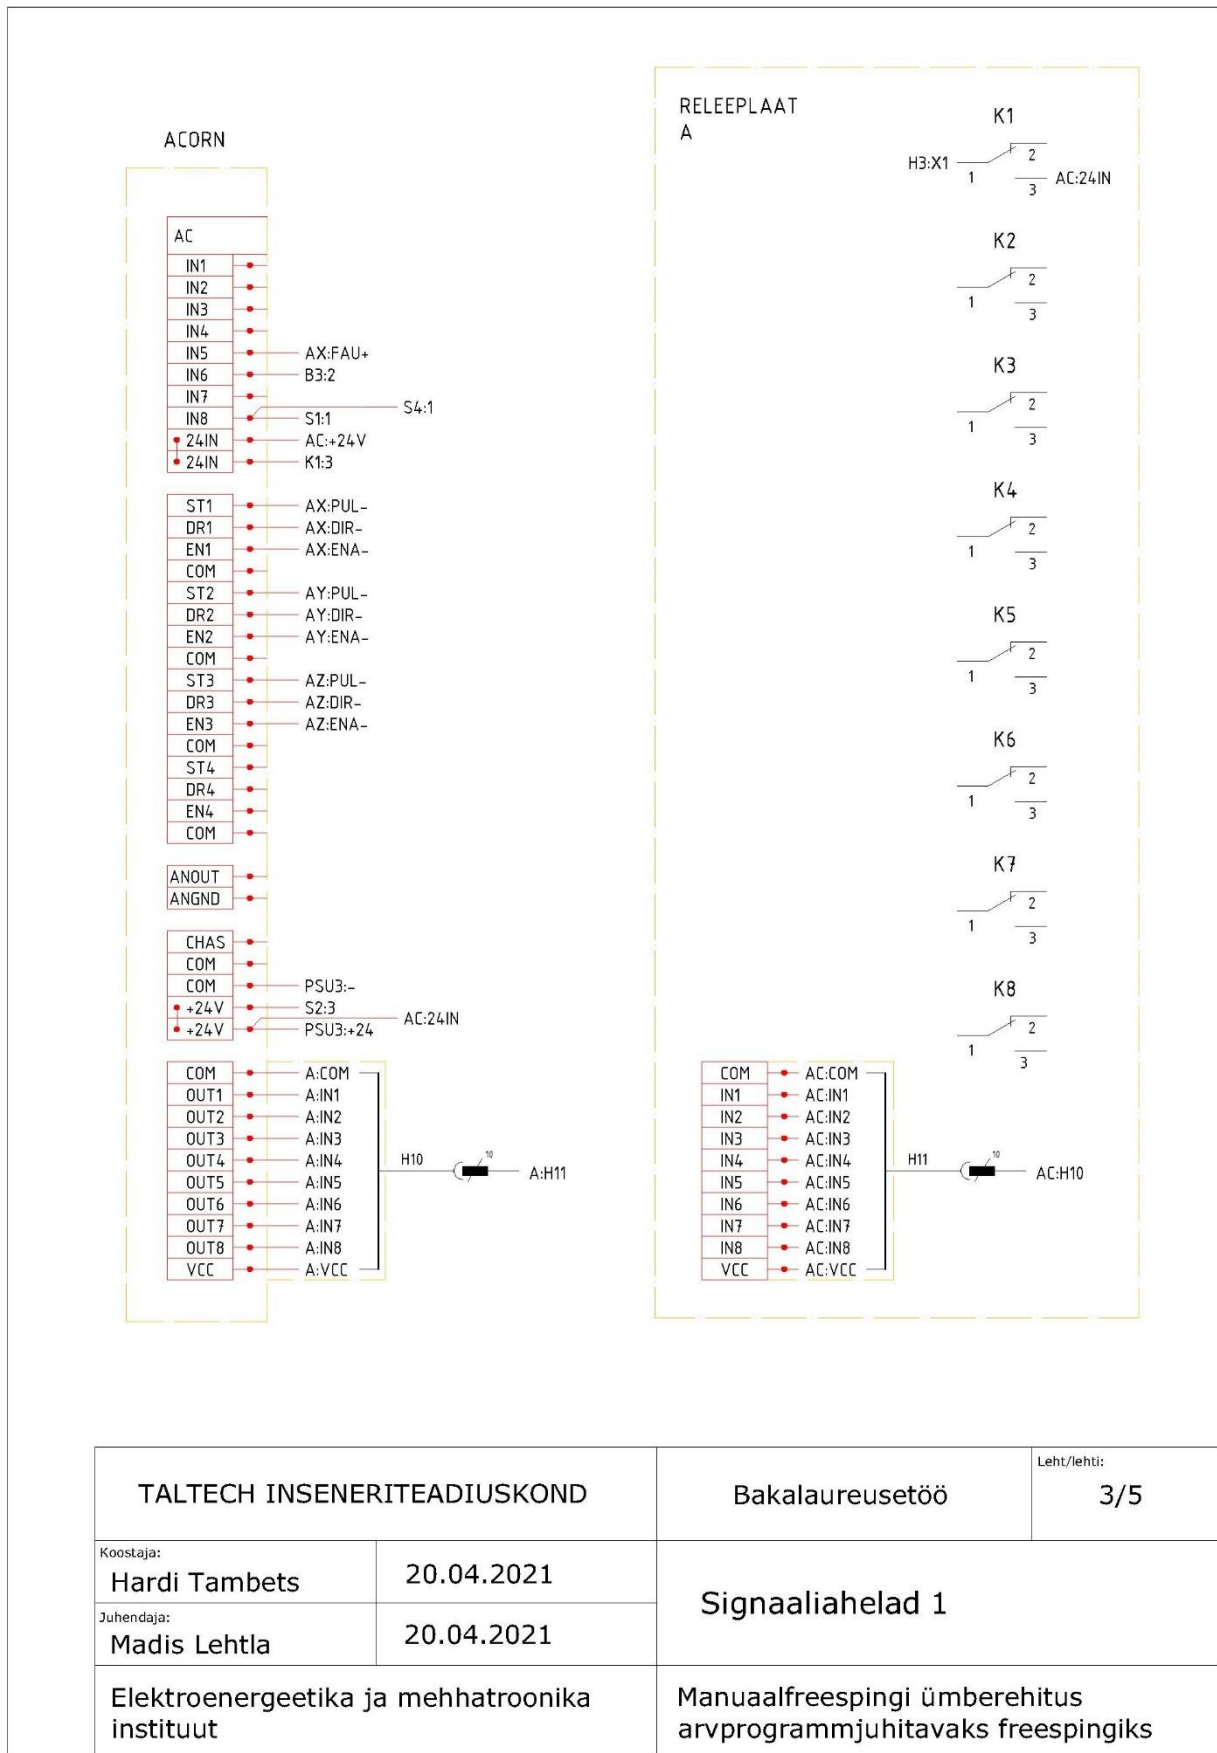 ACORN
AC
IN1
IN2
IN3
IN4
IN5 AX:FAU+
IN6 B3:2
IN7
S4:1
IN8 S1:1
24IN AC:+24V
24IN K1:3
ST1 AX:PUL-
DR1 AX:DIR-
EN1 AX:ENA-
COM
ST2 AY:PUL-
DR2 AY:DIR-
EN2 AY:ENA-
COM
ST3 AZ:PUL-
DR3 AZ:DIR-
EN3 AZ:ENA-
COM
ST4
DR4
EN4
COM
ANOUT
ANGND
CHAS
COM
COM PSU3:-
+24V S2:3
AC:24IN
+24V PSU3:+24
COM A:COM
OUT1 A:IN1
OUT2 A:IN2
OUT3 A:IN3
OUT4 A:IN4
OUT5 A:IN5
OUT6 A:IN6
OUT7 A:IN7
OUT8 A:IN8
VCC A:VCC
H10 10 A:H11
RELEEPLAAT
A
K1
H3:X1 1 2
3 AC:24IN
K2
1 2
3
K3
1 2
3
K4
1 2
3
K5
1 2
3
K6
1 2
3
K7
1 2
3
K8
1 2
3
COM AC:COM
IN1 AC:IN1
IN2 AC:IN2
IN3 AC:IN3
IN4 AC:IN4
IN5 AC:IN5
IN6 AC:IN6
IN7 AC:IN7
IN8 AC:IN8
VCC AC:VCC
H11 10 AC:H10
TALTECH INSENERITEADIUSKOND
Bakalaureusetöö
Leht/lehti:
3/5
Koostaja:
Hardi Tambets 20.04.2021
Juhendaja:
Madis Lehtla 20.04.2021
Signaaliahelad 1
Elektroenergeetika ja mehhatroonika
instituut
Manuaalfreespingi ümberehitus
arvprogrammjuhitavaks freespingiks